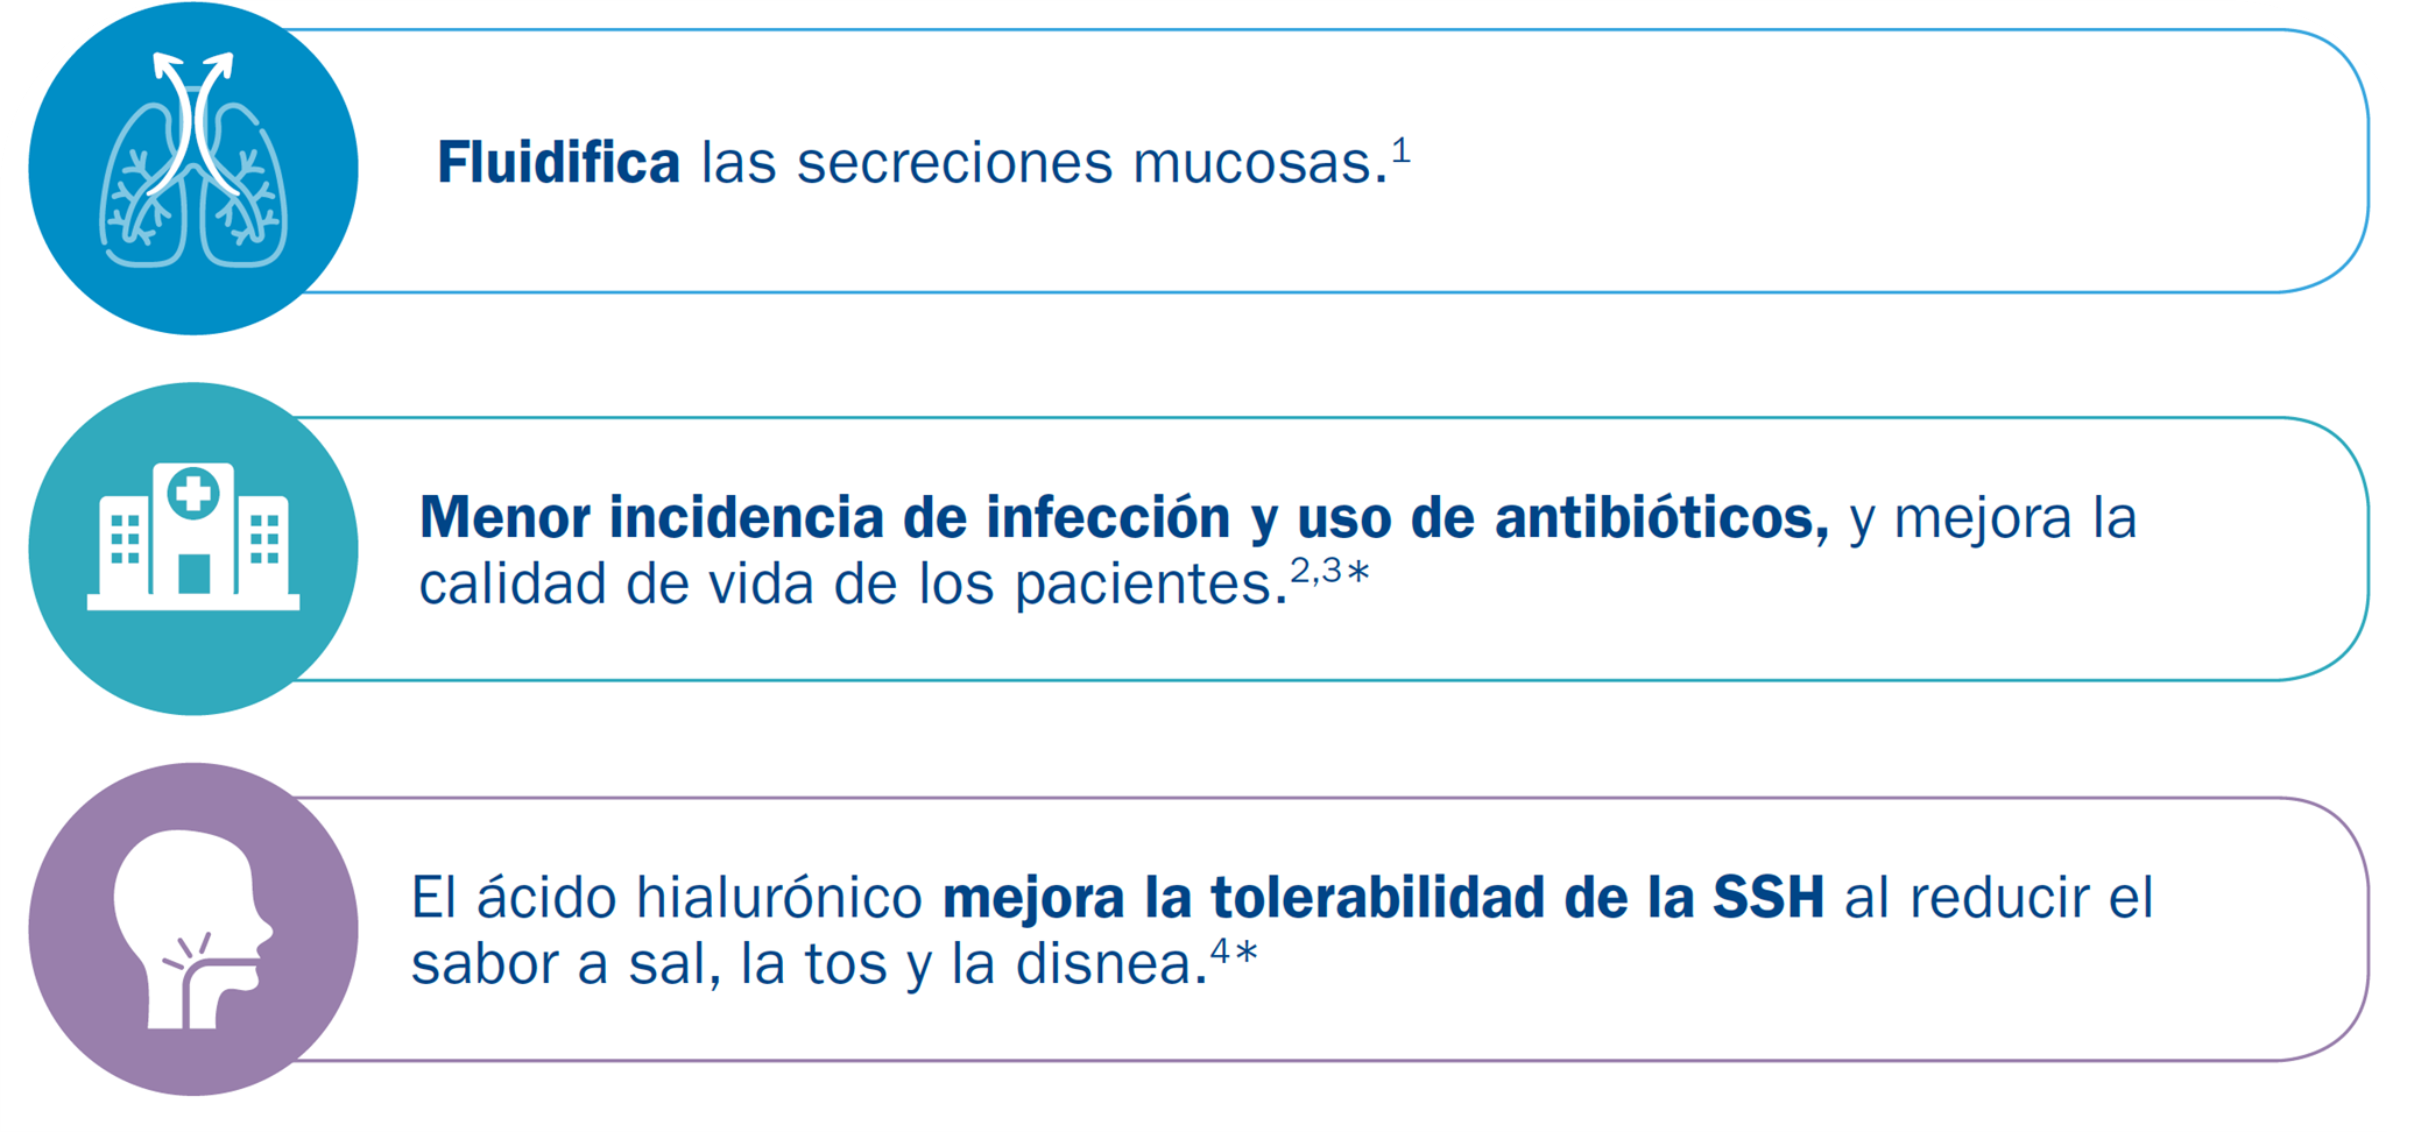 Fluidifica las secreciones mucosas.¹
Menor incidencia de infección y uso de antibióticos, y mejora la
calidad de vida de los pacientes.²,³*
El ácido hialurónico mejora la tolerabilidad de la SSH al reducir el
sabor a sal, la tos y la disnea.⁴*